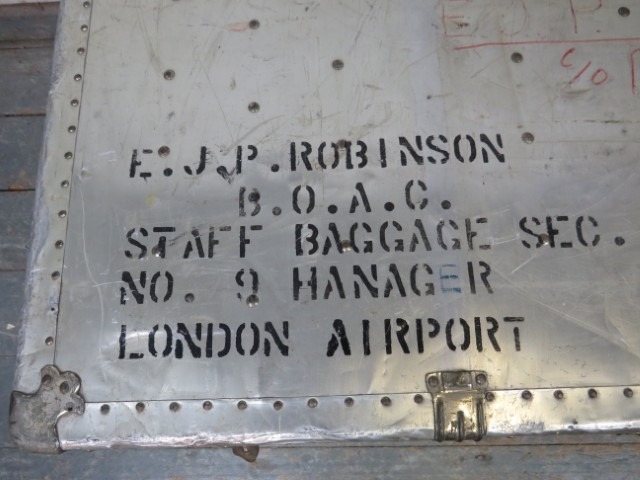 E J P
c/o
E.J.P.ROBINSON
B.O.A.C.
STAFF BAGGAGE SEC.
NO. 9 HANAGER
LONDON AIRPORT